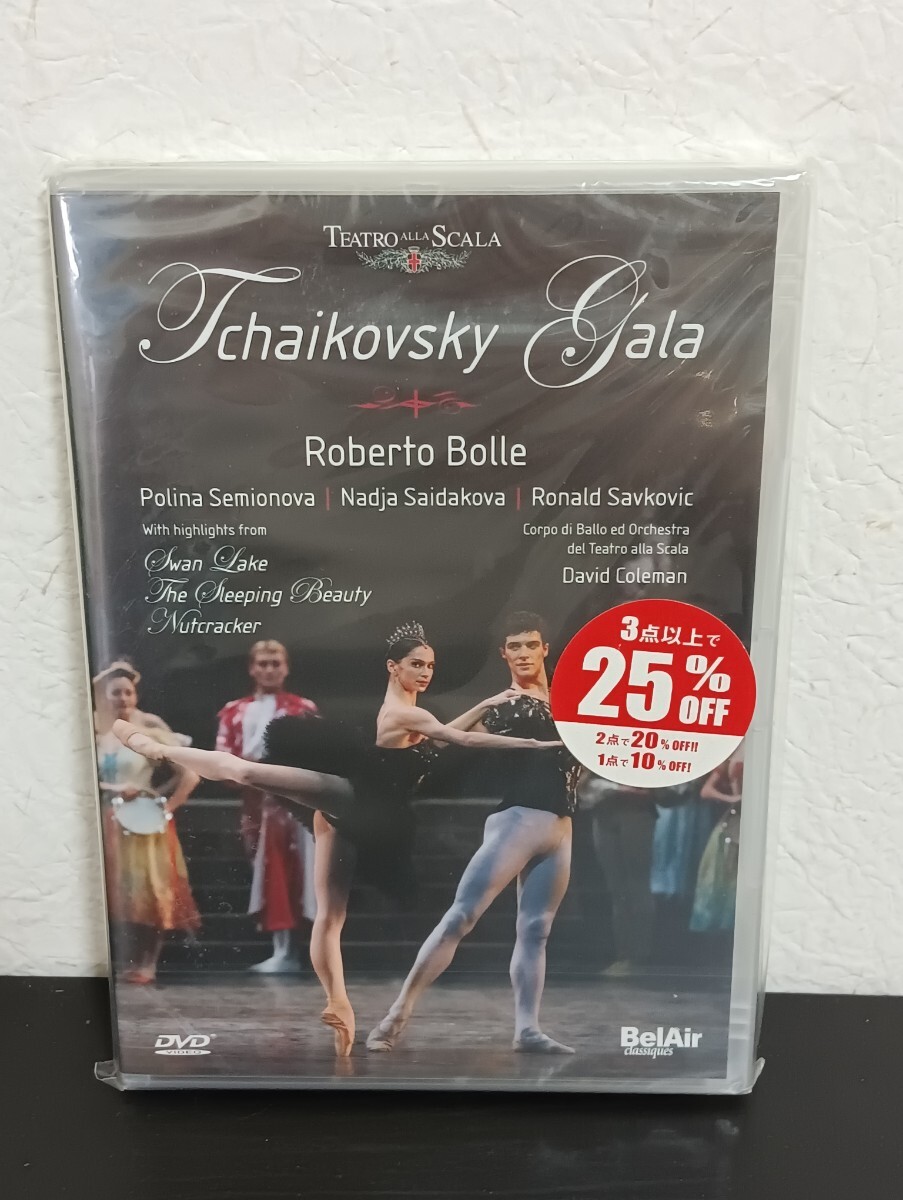 TEATRO ALLA SCALA
Tchaikovsky Gala
Roberto Bolle
Polina Semionova | Nadja Saidakova | Ronald Savkovic
With highlights from
Swan Lake
The Sleeping Beauty
Nutcracker
Corpo di Ballo ed Orchestra
del Teatro alla Scala
David Coleman
3点以上で
25%OFF
2点で20%OFF!!
1点で10%OFF!
DVD
VIDEO
BelAir
classiques